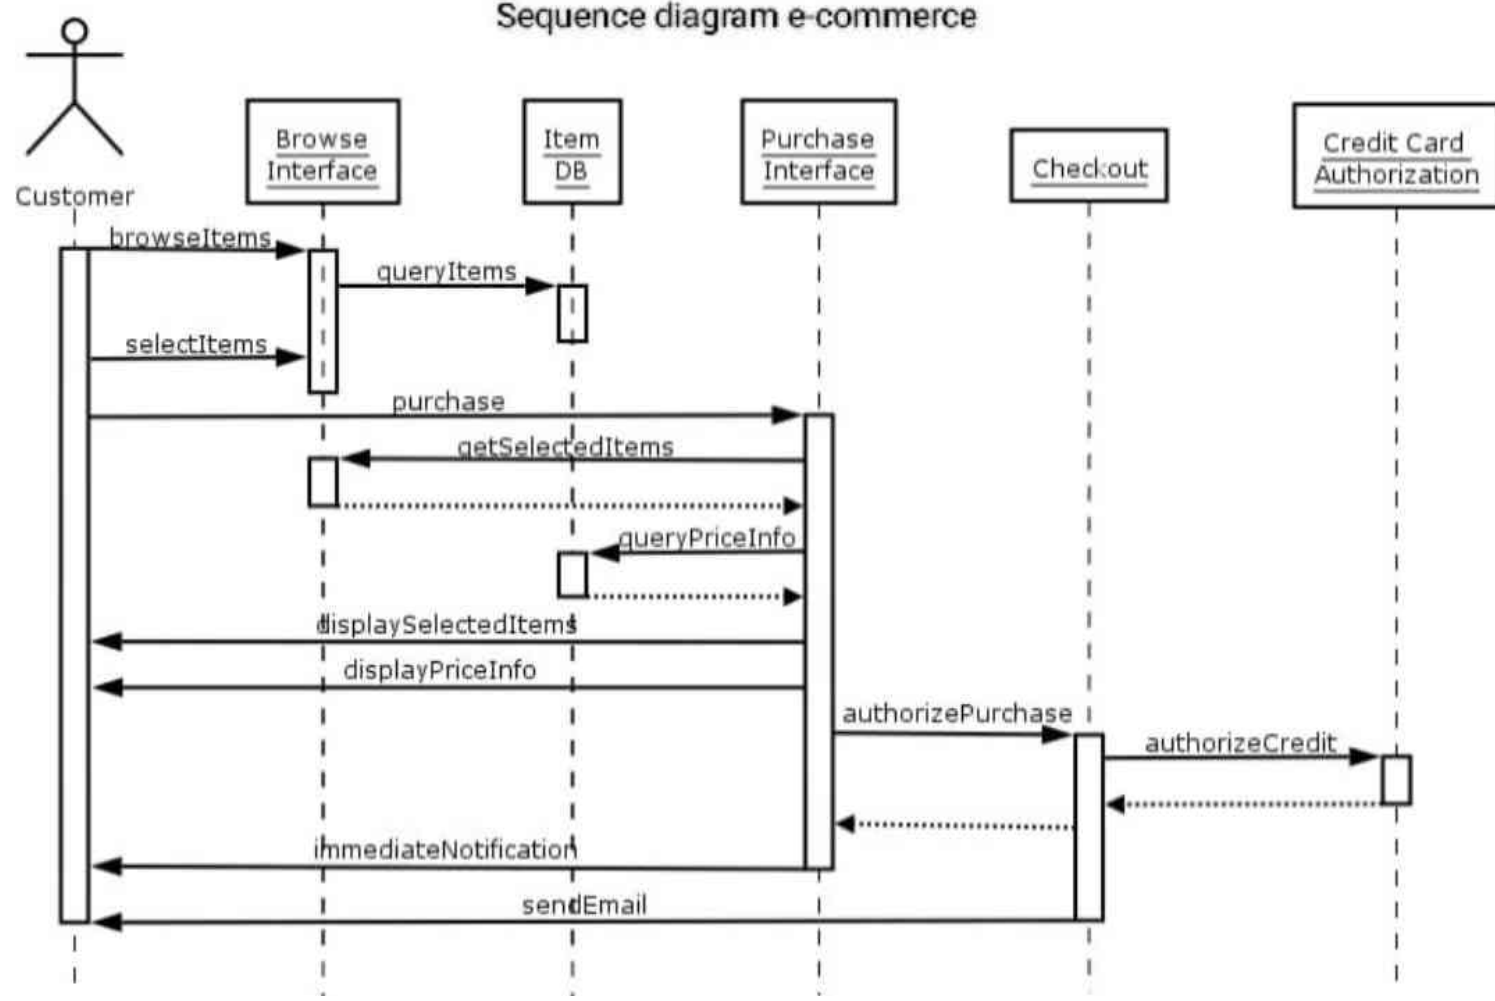 Sequence diagram e-commerce
Customer
Browse
Interface
Item
DB
Purchase
Interface
Checkout
Credit Card
Authorization
browseItems
queryItems
selectItems
purchase
getSelectedItems
queryPriceInfo
displaySelectedItems
displayPriceInfo
authorizePurchase
authorizeCredit
immediateNotification
sendEmail